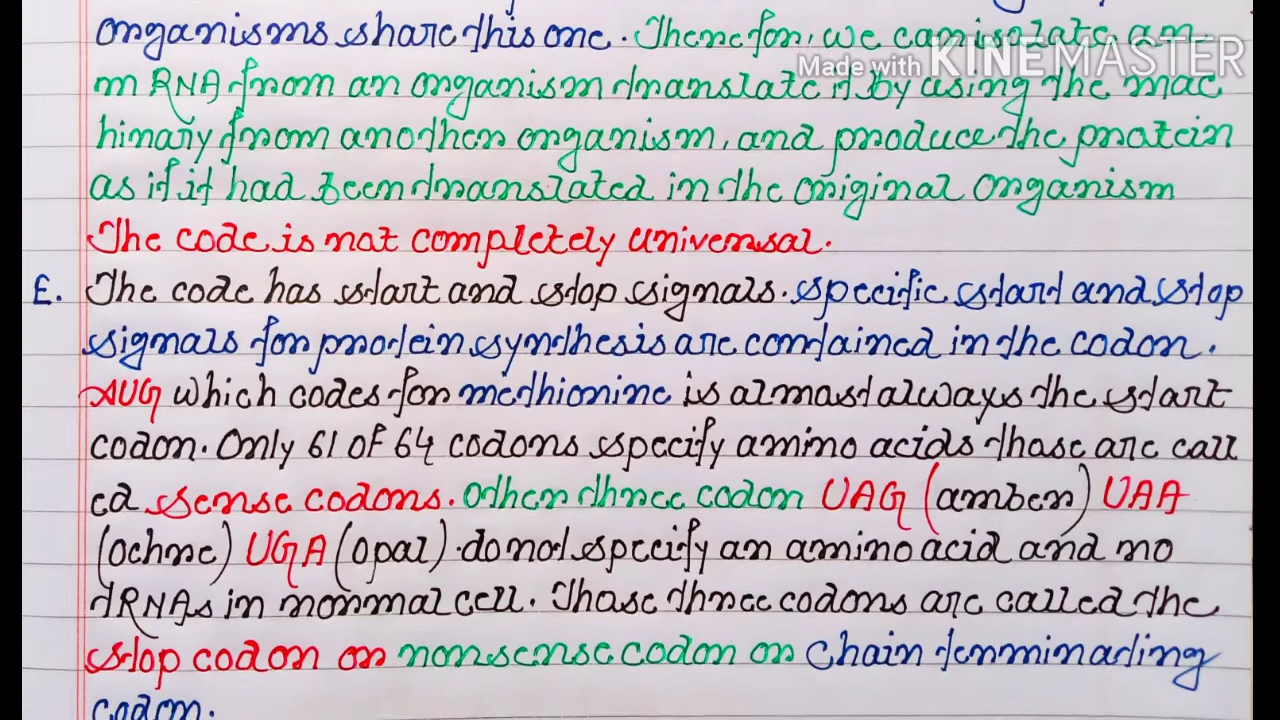 organisms share this one. Therefor, we can isolate an
Made with KINEMASTER
mRNA from an organism translate it by using the mac
hinary from another organism, and produce the protein
as if it had been translated in the original organism
The code is not completely universal.
E. The code has start and stop signals. specific start and stop
signals for protein synthesis are contained in the codon.
AUG which codes for methionine is almost always the start
codon. Only 61 of 64 codons specify amino acids those are call
ed sense codons. Other three codon UAG (amber) UAA
(ochre) UGA (opal) . do not specify an amino acid and no
tRNAs in normal cell. Those three codons are called the
stop codon or nonsense codon or Chain terminating
codon.